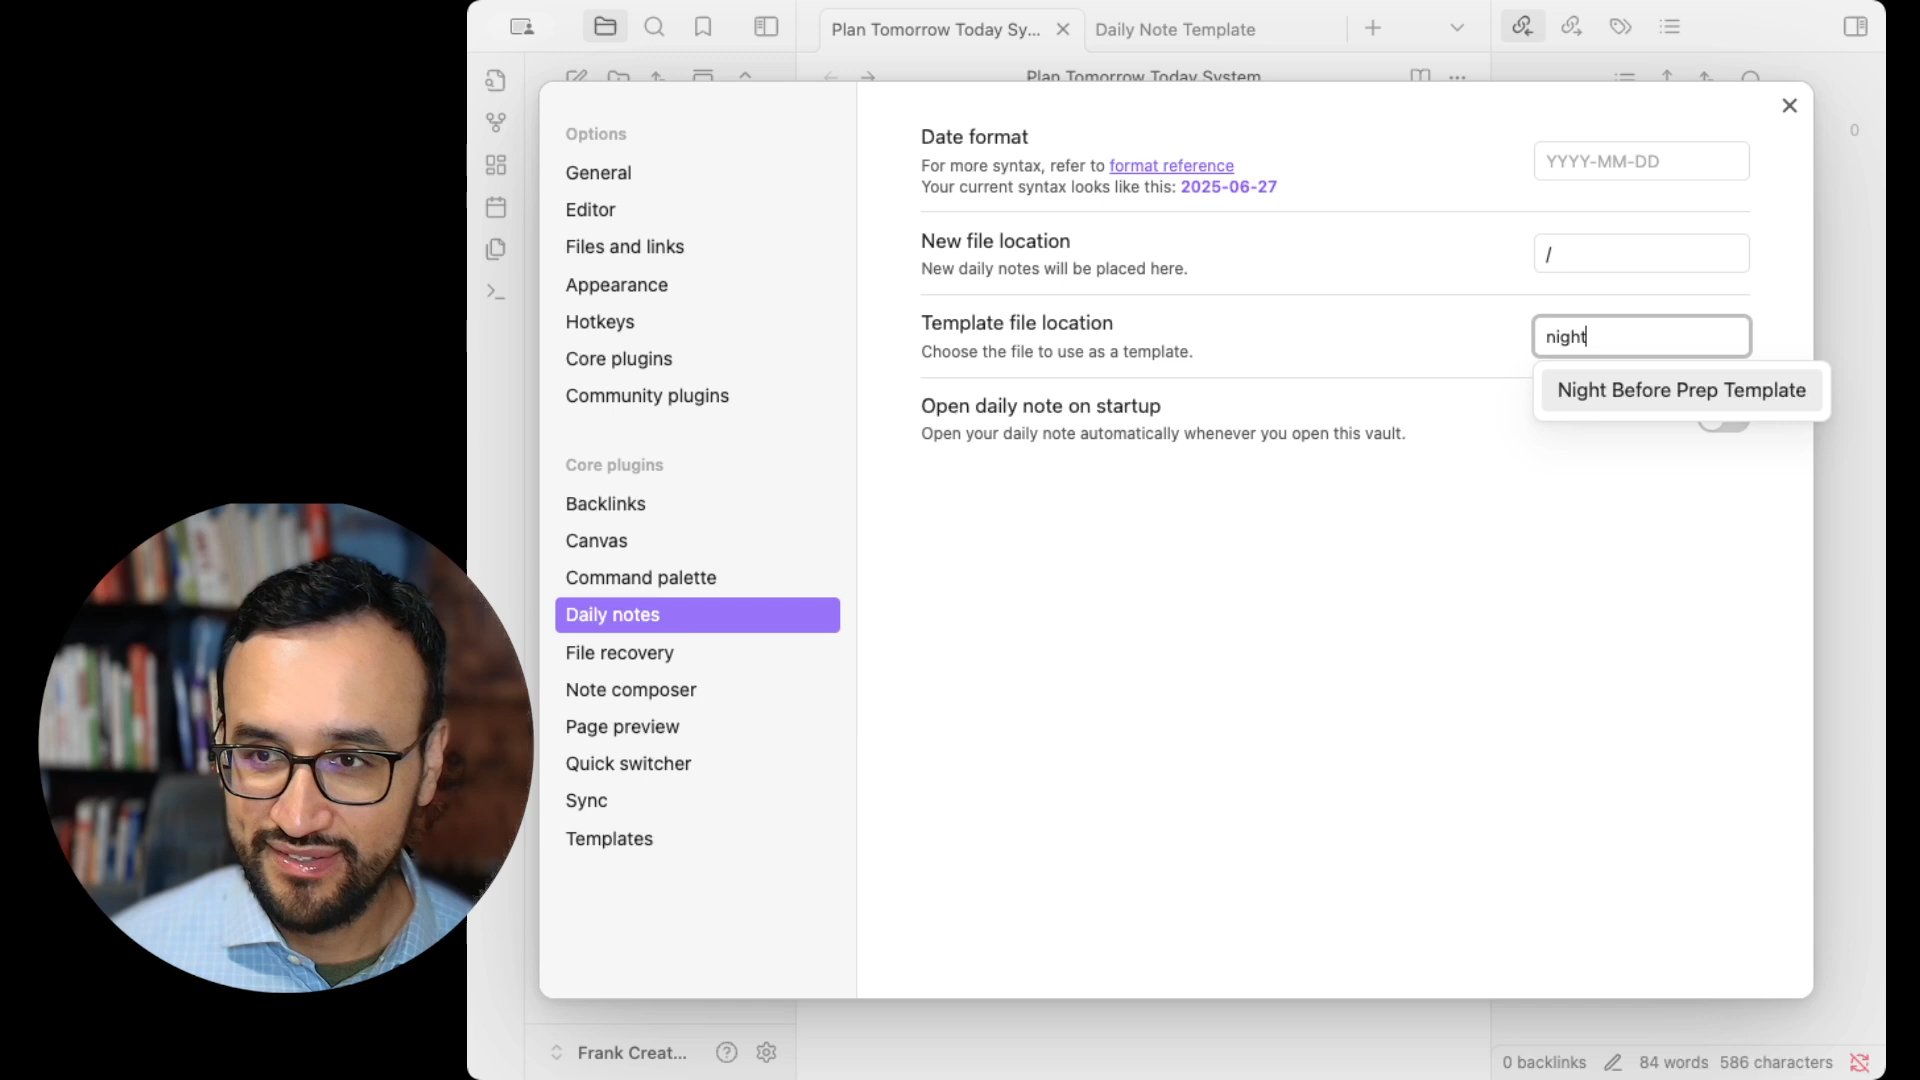 Plan Tomorrow Today Sy...
Daily Note Template
Plan Tomorrow Today System
0
Options
General
Editor
Files and links
Appearance
Hotkeys
Core plugins
Community plugins
Core plugins
Backlinks
Canvas
Command palette
Daily notes
File recovery
Note composer
Page preview
Quick switcher
Sync
Templates
Date format
For more syntax, refer to format reference
Your current syntax looks like this: 2025-06-27
YYYY-MM-DD
New file location
New daily notes will be placed here.
/
Template file location
Choose the file to use as a template.
night
Night Before Prep Template
Open daily note on startup
Open your daily note automatically whenever you open this vault.
Frank Creat...
0 backlinks
84 words
586 characters